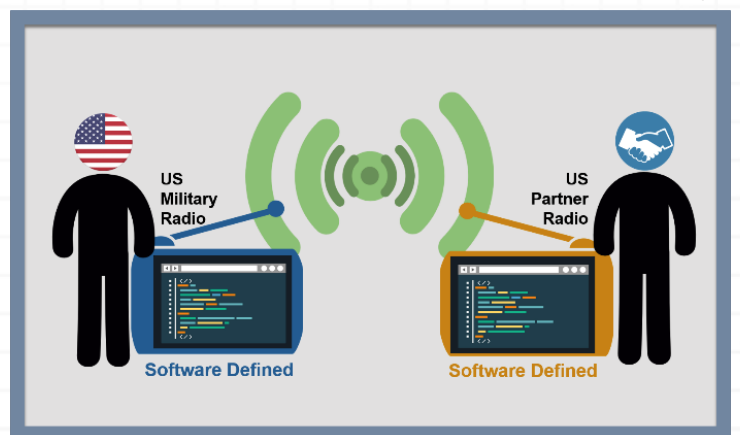 US
Military
Radio
US
Partner
Radio
</>
</>
</>
</>
Software Defined
Software Defined